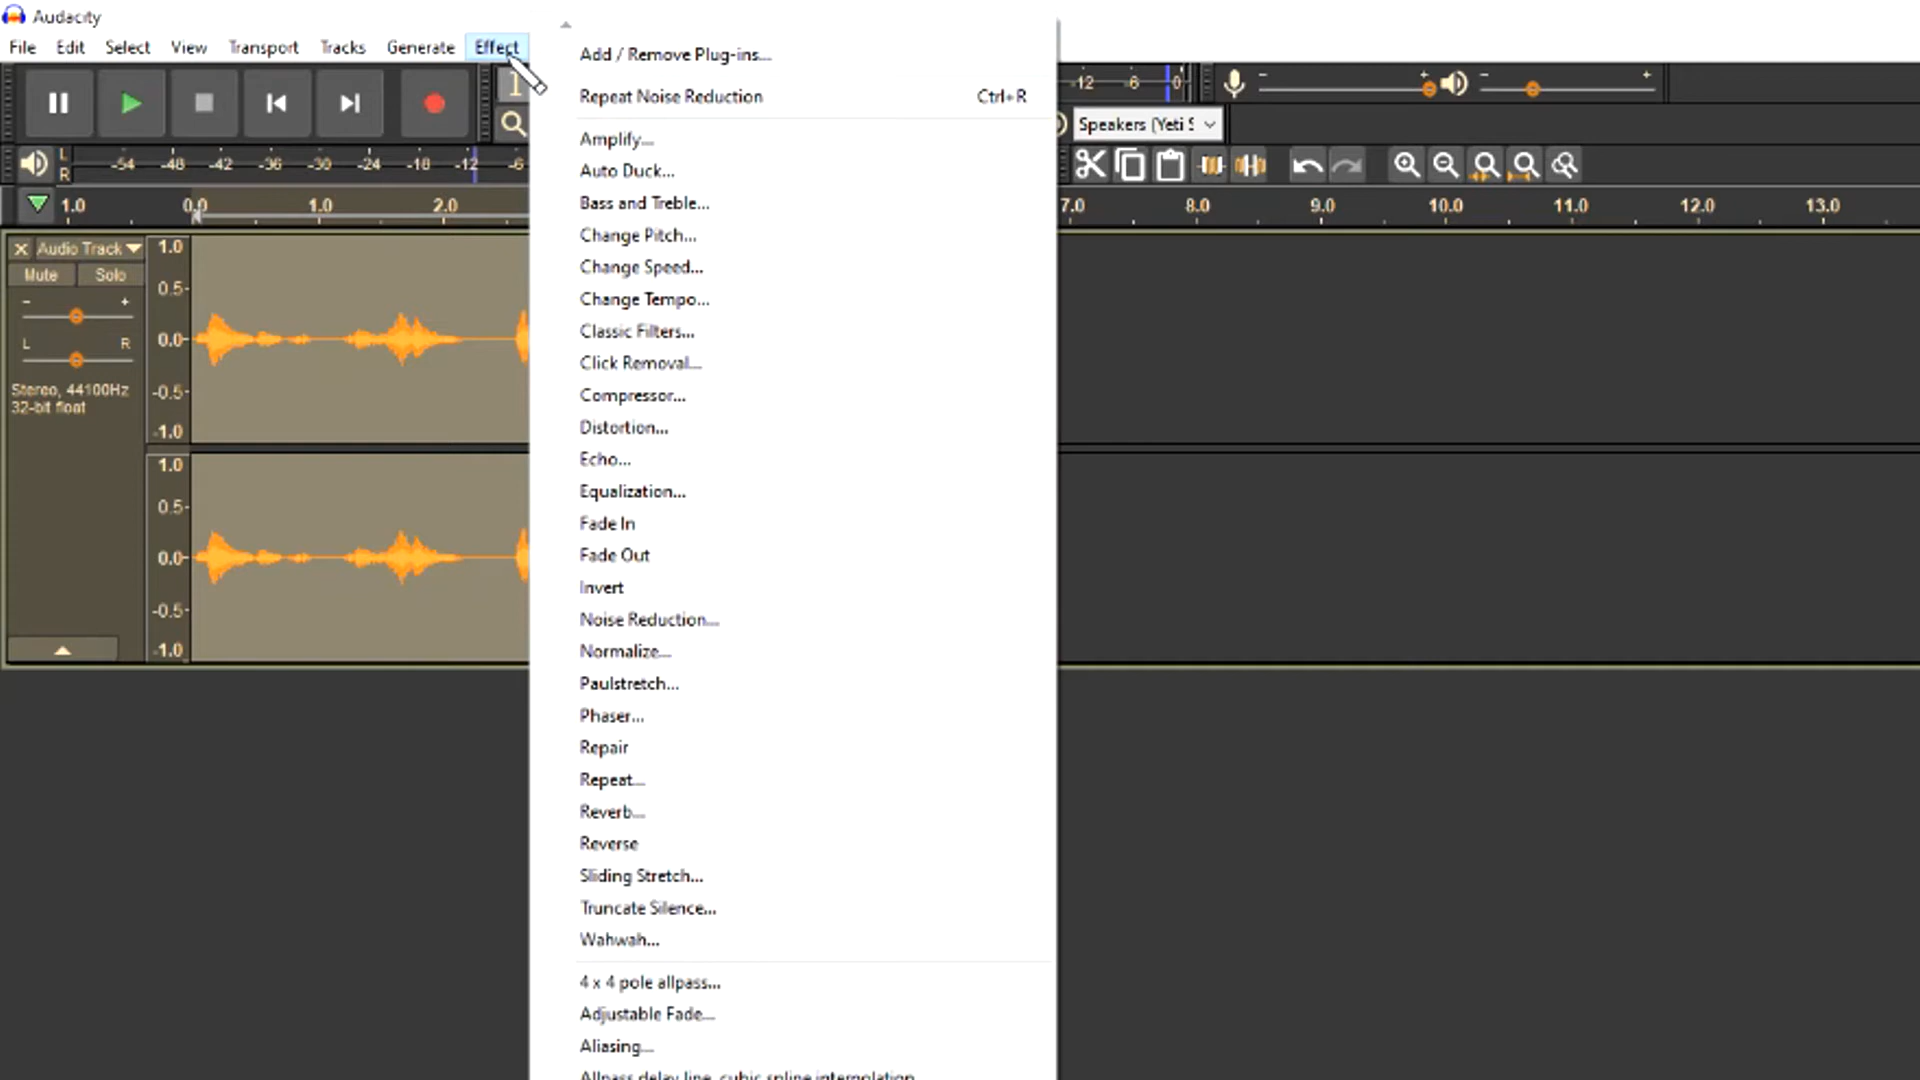 Audacity
File Edit Select View Transport Tracks Generate Effect
Add / Remove Plug-ins...
Repeat Noise Reduction Ctrl+R
Amplify...
Auto Duck...
Bass and Treble...
Change Pitch...
Change Speed...
Change Tempo...
Classic Filters...
Click Removal...
Compressor...
Distortion...
Echo...
Equalization...
Fade In
Fade Out
Invert
Noise Reduction...
Normalize...
Paulstretch...
Phaser...
Repair
Repeat...
Reverb...
Reverse
Sliding Stretch...
Truncate Silence...
Wahwah...
4 x 4 pole allpass...
Adjustable Fade...
Aliasing...
Allpass delay line, cubic spline interpolation
-12 -6 0
- + - +
Speakers (Yeti S
L
R
-54 -48 -42 -36 -30 -24 -18 -12 -6
1.0 0.0 1.0 2.0 7.0 8.0 9.0 10.0 11.0 12.0 13.0
Audio Track
Mute Solo
- +
L R
Stereo, 44100Hz
32-bit float
1.0
0.5
0.0
-0.5
-1.0
1.0
0.5
0.0
-0.5
-1.0